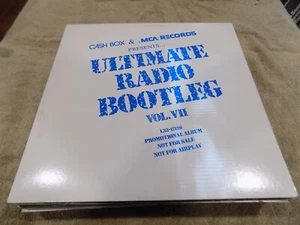 CASH BOX & MCA RECORDS
PRESENTS...
ULTIMATE
RADIO
BOOTLEG
VOL. VII
L33-17216
PROMOTIONAL ALBUM
NOT FOR SALE
NOT FOR AIRPLAY